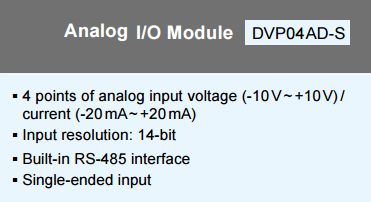 Analog I/O Module DVP04AD-S
▪ 4 points of analog input voltage (-10V~+10V)/
current (-20mA~+20mA)
▪ Input resolution: 14-bit
▪ Built-in RS-485 interface
▪ Single-ended input